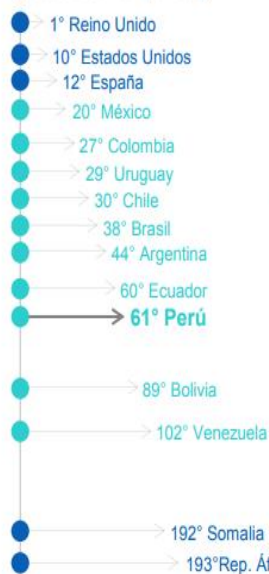 1° Reino Unido
10° Estados Unidos
12° España
20° México
27° Colombia
29° Uruguay
30° Chile
38° Brasil
44° Argentina
60° Ecuador
61° Perú
89° Bolivia
102° Venezuela
192° Somalia
193°Rep.